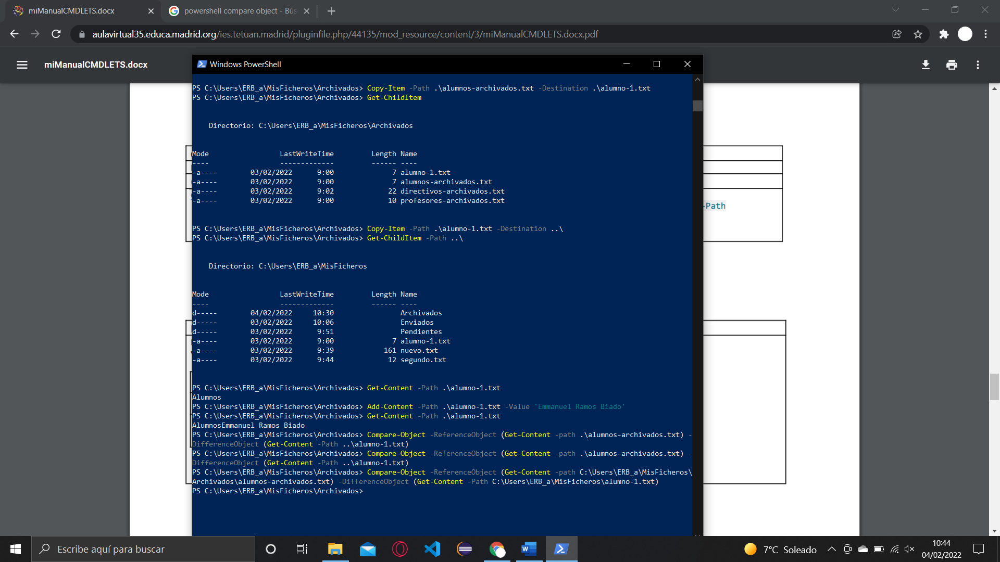 miManualCMDLETS.docx
powershell compare object - Bús
aulavirtual35.educa.madrid.org/ies.tetuan.madrid/pluginfile.php/44135/mod_resource/content/3/miManualCMDLETS.docx.pdf
miManualCMDLETS.docx
Windows PowerShell
PS C:\Users\ERB_a\MisFicheros\Archivados> Copy-Item -Path .\alumnos-archivados.txt -Destination .\alumno-1.txt
PS C:\Users\ERB_a\MisFicheros\Archivados> Get-ChildItem
Directorio: C:\Users\ERB_a\MisFicheros\Archivados
Mode LastWriteTime Length Name
---- ------------- ------ ----
-a---- 03/02/2022 9:00 7 alumno-1.txt
-a---- 03/02/2022 9:00 7 alumnos-archivados.txt
-a---- 03/02/2022 9:02 22 directivos-archivados.txt
-a---- 03/02/2022 9:00 10 profesores-archivados.txt
-Path
PS C:\Users\ERB_a\MisFicheros\Archivados> Copy-Item -Path .\alumno-1.txt -Destination ..\
PS C:\Users\ERB_a\MisFicheros\Archivados> Get-ChildItem -Path ..\
Directorio: C:\Users\ERB_a\MisFicheros
Mode LastWriteTime Length Name
---- ------------- ------ ----
d----- 04/02/2022 10:30 Archivados
d----- 03/02/2022 10:06 Enviados
d----- 03/02/2022 9:51 Pendientes
-a---- 03/02/2022 9:00 7 alumno-1.txt
-a---- 03/02/2022 9:39 161 nuevo.txt
-a---- 03/02/2022 9:44 12 segundo.txt
PS C:\Users\ERB_a\MisFicheros\Archivados> Get-Content -Path .\alumno-1.txt
Alumnos
PS C:\Users\ERB_a\MisFicheros\Archivados> Add-Content -Path .\alumno-1.txt -Value 'Emmanuel Ramos Biado'
PS C:\Users\ERB_a\MisFicheros\Archivados> Get-Content -Path .\alumno-1.txt
AlumnosEmmanuel Ramos Biado
PS C:\Users\ERB_a\MisFicheros\Archivados> Compare-Object -ReferenceObject (Get-Content -path .\alumnos-archivados.txt) -
DifferenceObject (Get-Content -Path ..\alumno-1.txt)
PS C:\Users\ERB_a\MisFicheros\Archivados> Compare-Object -ReferenceObject (Get-Content -path .\alumnos-archivados.txt) -
DifferenceObject (Get-Content -Path ..\alumno-1.txt)
PS C:\Users\ERB_a\MisFicheros\Archivados> Compare-Object -ReferenceObject (Get-Content -path C:\Users\ERB_a\MisFicheros\
Archivados\alumnos-archivados.txt) -DifferenceObject (Get-Content -Path C:\Users\ERB_a\MisFicheros\alumno-1.txt)
PS C:\Users\ERB_a\MisFicheros\Archivados>
Escribe aquí para buscar
7°C Soleado
10:44
04/02/2022